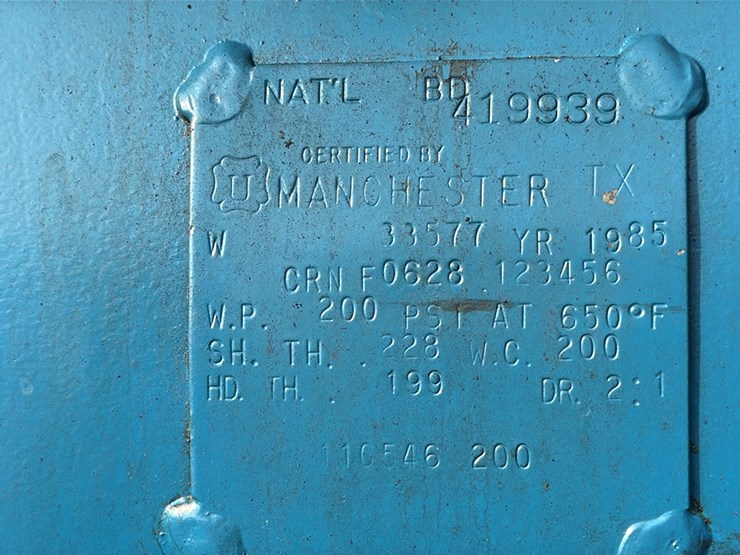 NAT'L BD 419939
CERTIFIED BY
U MANCHESTER TX
W 33577 YR 1985
CRN F0628.123456
W.P. 200 PSI AT 650°F
SH. TH. .228 W.C. 200
HD. TH. .199 DR. 2:1
110546 200